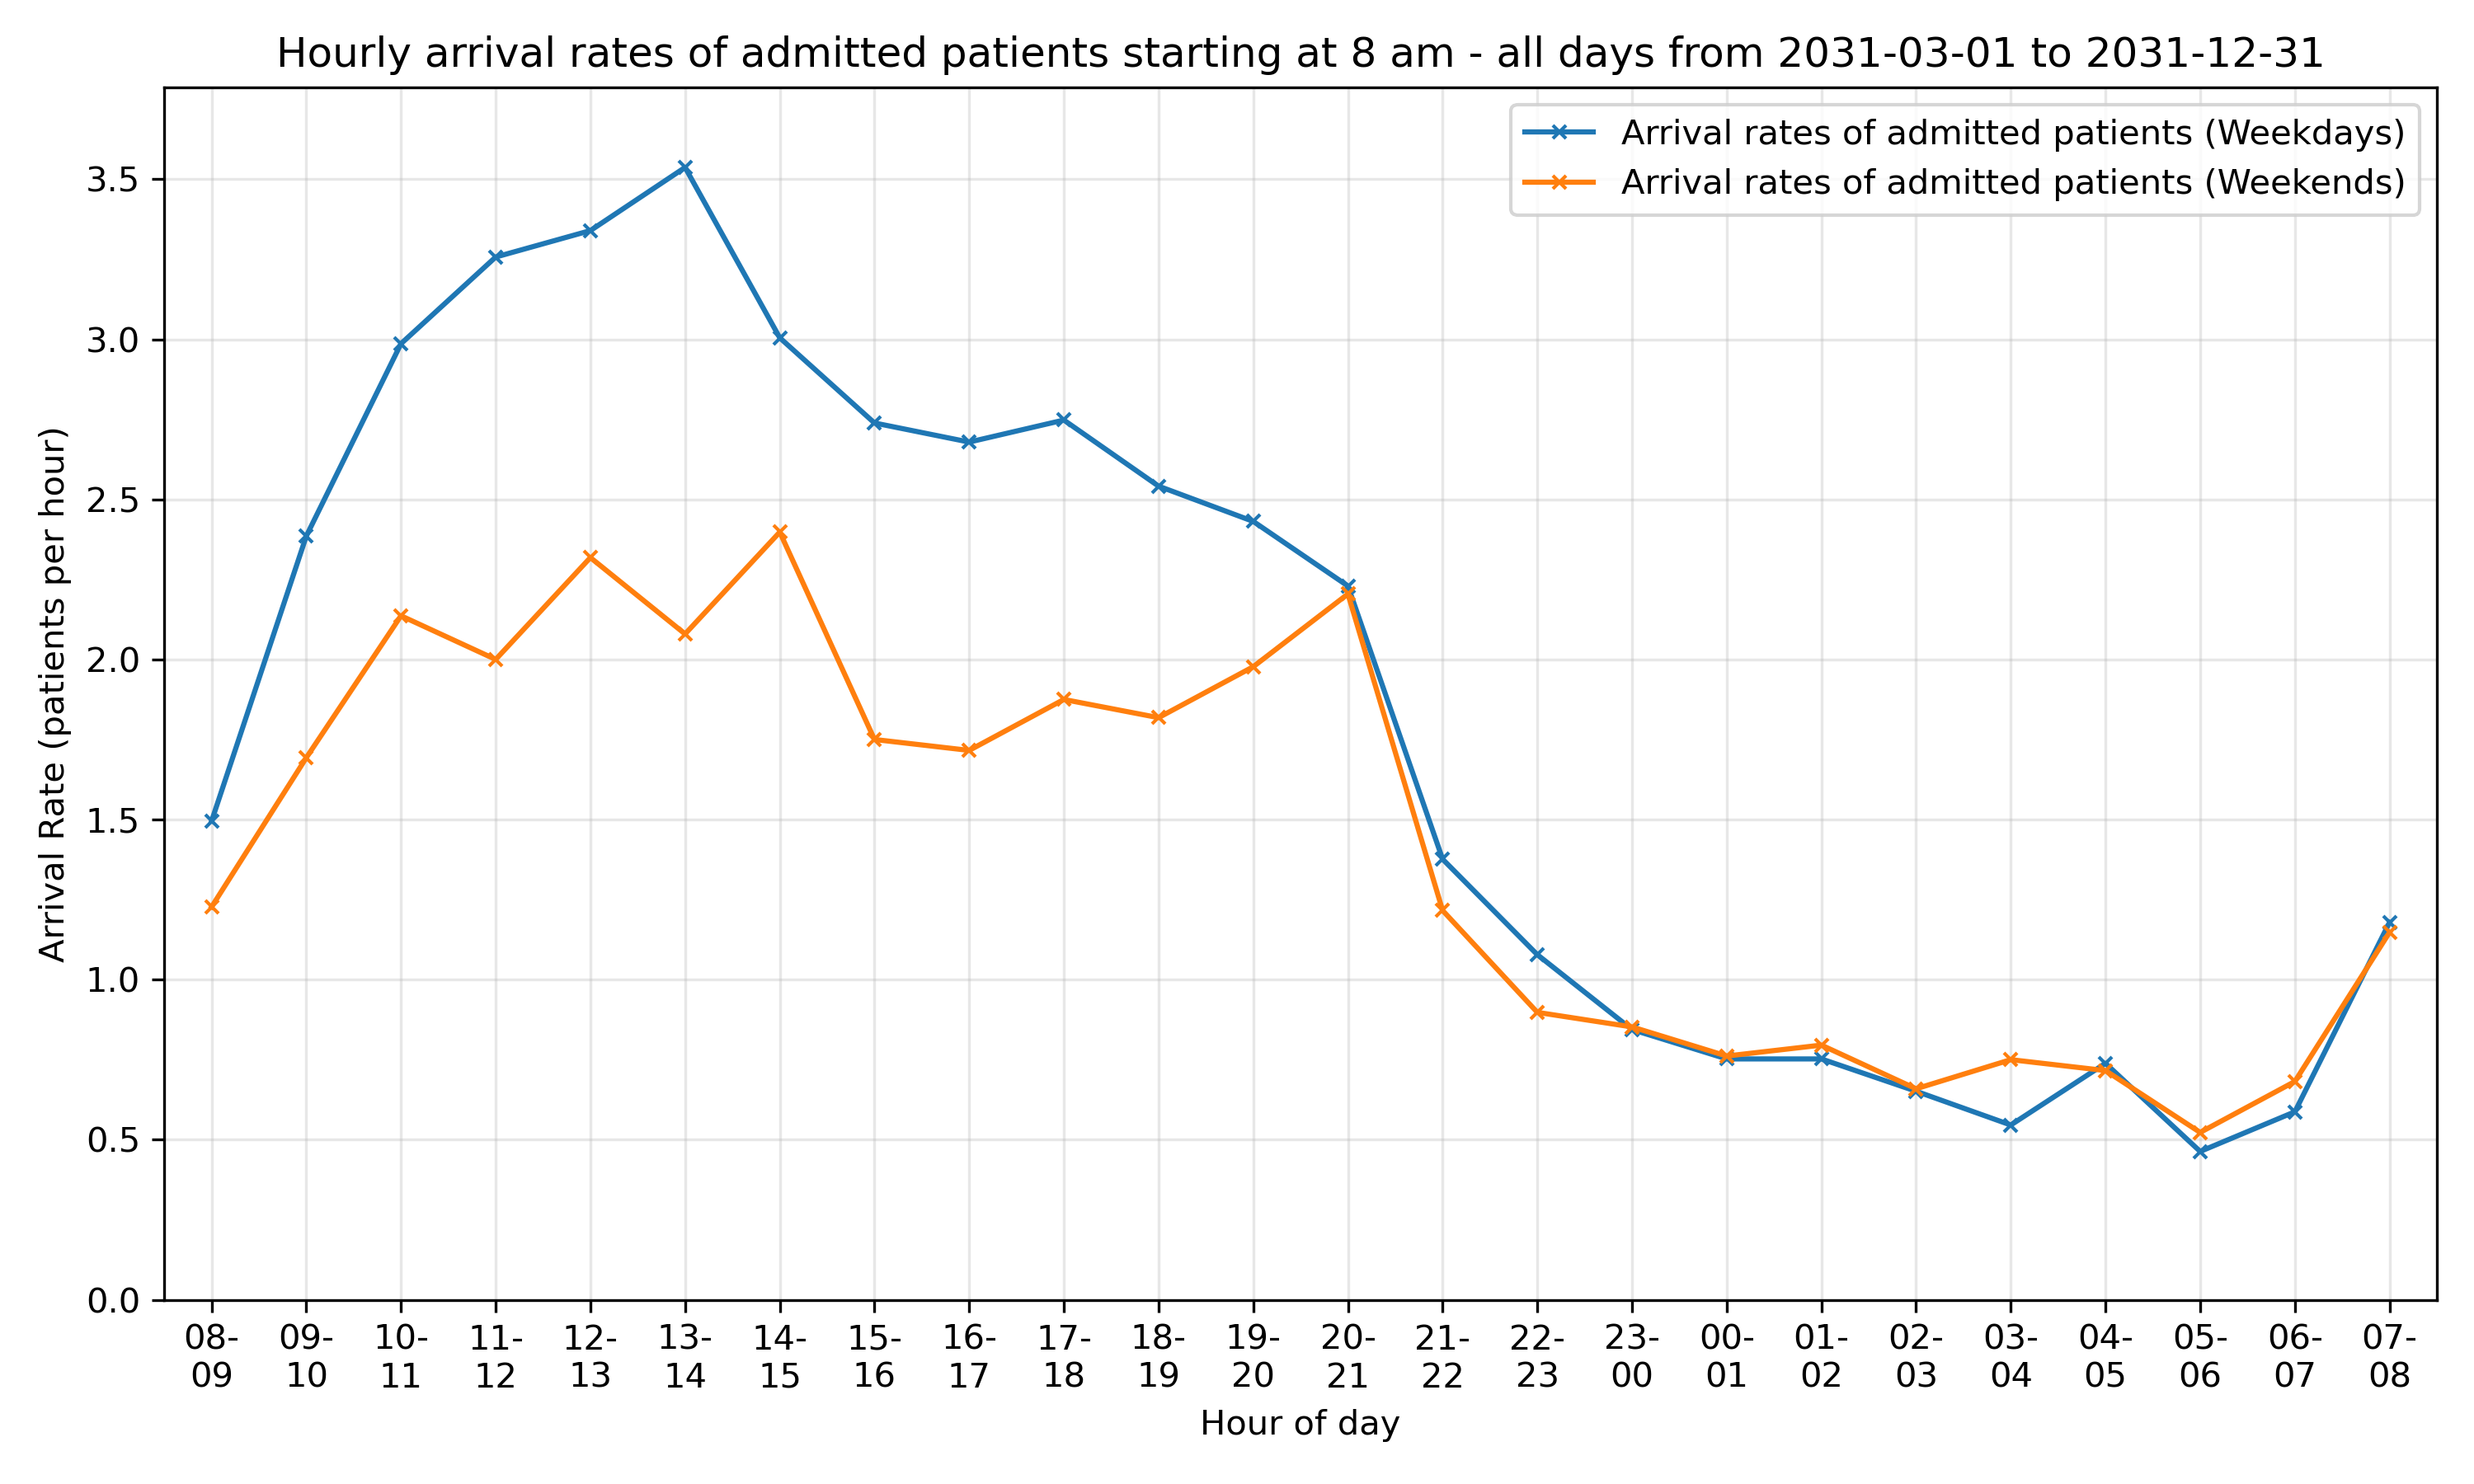 Hourly arrival rates of admitted patients starting at 8 am - all days from 2031-03-01 to 2031-12-31
Arrival rates of admitted patients (Weekdays)
Arrival rates of admitted patients (Weekends)
Arrival Rate (patients per hour)
3.5
3.0
2.5
2.0
1.5
1.0
0.5
0.0
08- 09- 10- 11- 12- 13- 14- 15- 16- 17- 18- 19- 20- 21- 22- 23- 00- 01- 02- 03- 04- 05- 06- 07-
09 10 11 12 13 14 15 16 17 18 19 20 21 22 23 00 01 02 03 04 05 06 07 08
Hour of day